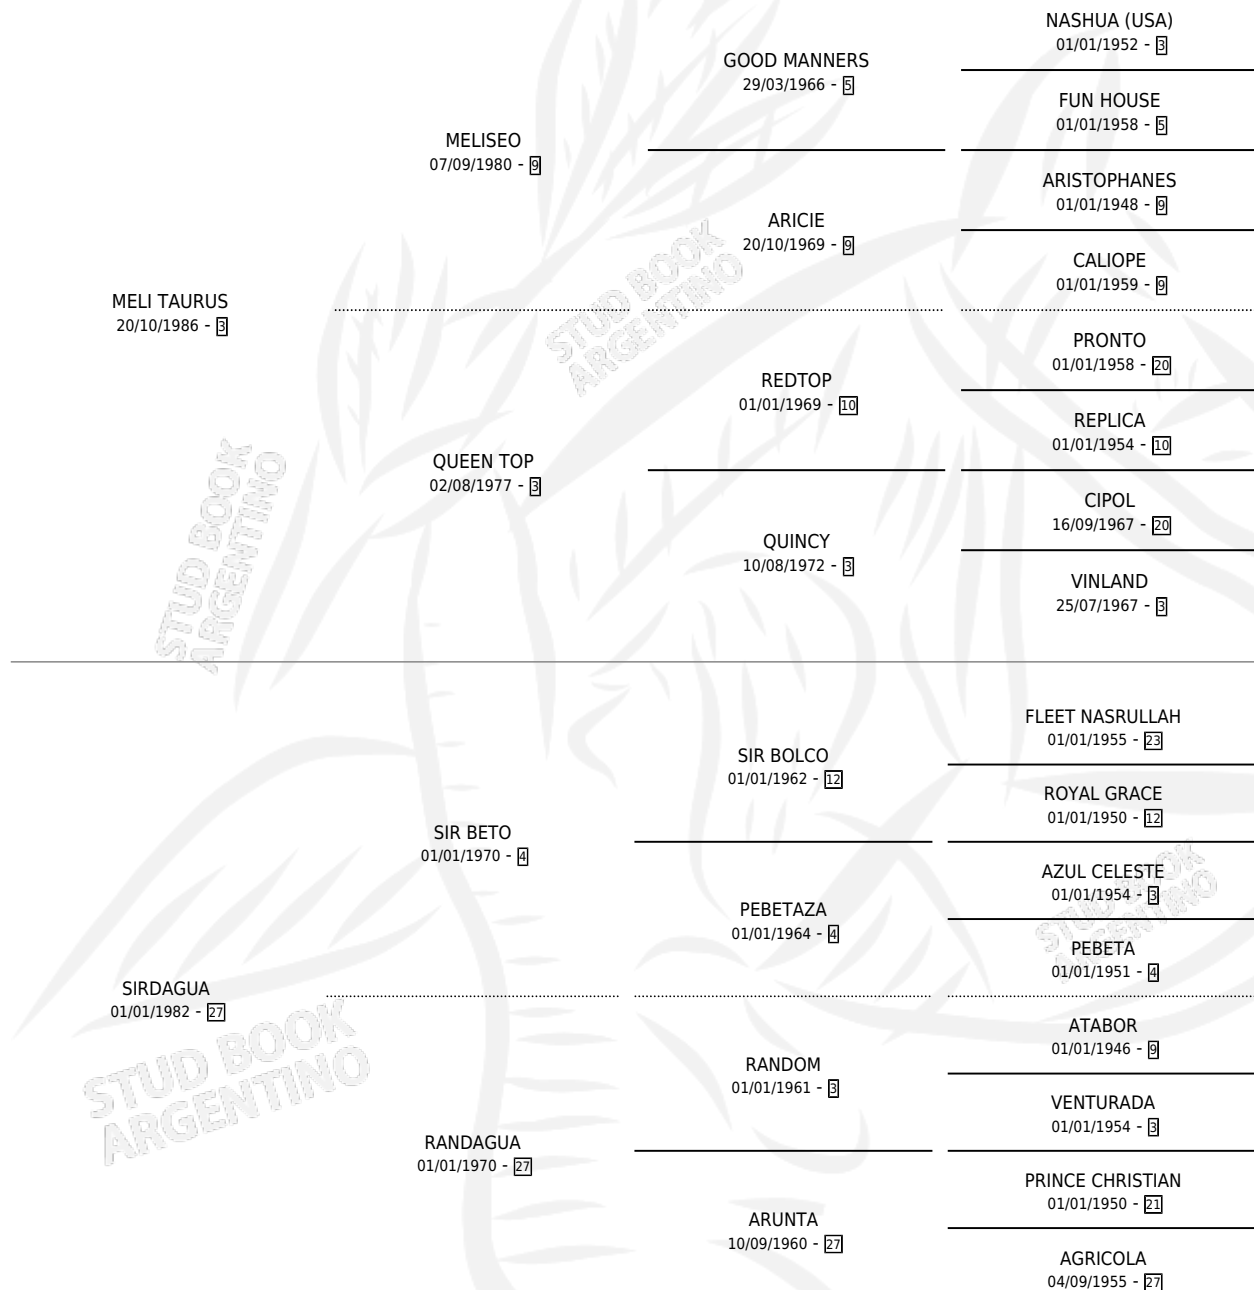 NASHUA (USA)
01/01/1952 - 3
GOOD MANNERS
29/03/1966 - 5
FUN HOUSE
01/01/1958 - 5
MELISEO
07/09/1980 - 9
ARISTOPHANES
01/01/1948 - 9
ARICIE
20/10/1969 - 9
CALIOPE
01/01/1959 - 9
MELI TAURUS
20/10/1986 - 3
PRONTO
01/01/1958 - 20
REDTOP
01/01/1969 - 10
REPLICA
01/01/1954 - 10
QUEEN TOP
02/08/1977 - 3
CIPOL
16/09/1967 - 20
QUINCY
10/08/1972 - 3
VINLAND
25/07/1967 - 3
STUD BOOK
ARGENTINO
STUD BOOK
ARGENTINO
FLEET NASRULLAH
01/01/1955 - 23
SIR BOLCO
01/01/1962 - 12
ROYAL GRACE
01/01/1950 - 12
SIR BETO
01/01/1970 - 4
AZUL CELESTE
01/01/1954 - 3
PEBETAZA
01/01/1964 - 4
PEBETA
01/01/1951 - 4
SIRDAGUA
01/01/1982 - 27
ATABOR
01/01/1946 - 9
RANDOM
01/01/1961 - 3
VENTURADA
01/01/1954 - 3
RANDAGUA
01/01/1970 - 27
PRINCE CHRISTIAN
01/01/1950 - 21
ARUNTA
10/09/1960 - 27
AGRICOLA
04/09/1955 - 27
STUD BOOK
ARGENTINO
STUD BOOK
ARGENTINO